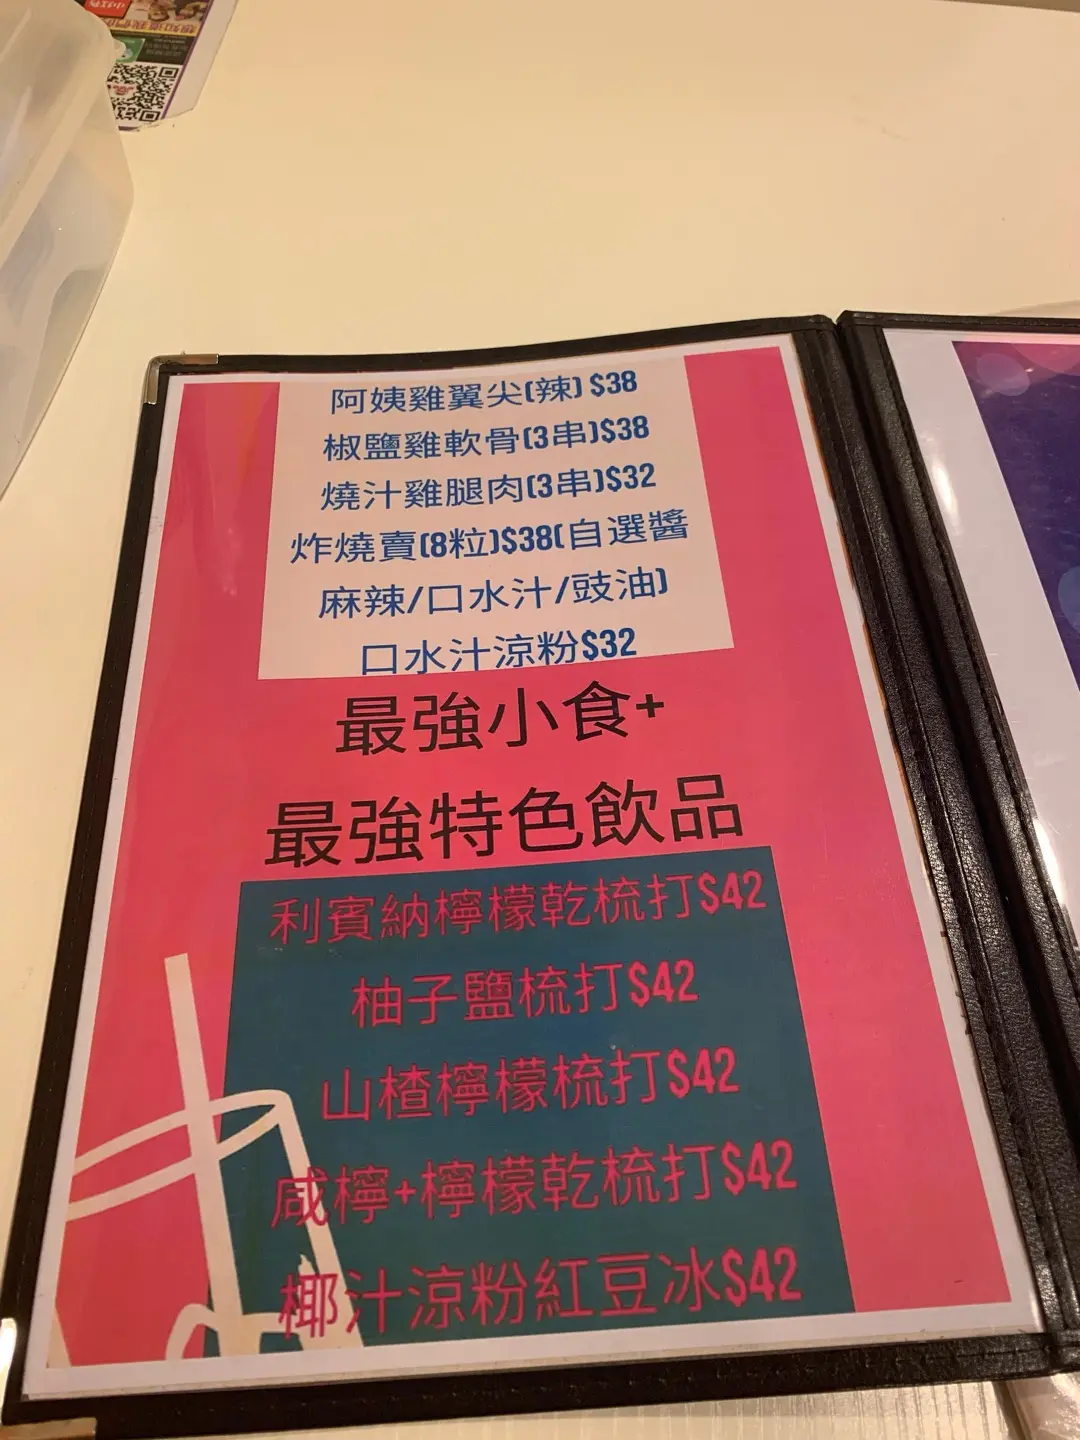 阿姨雞翼尖(辣) $38
椒鹽雞軟骨(3串)$38
燒汁雞腿肉(3串)$32
炸燒賣(8粒)$38(自選醬
麻辣/口水汁/豉油)
口水汁涼粉$32
最強小食+
最強特色飲品
利賓納檸檬乾梳打$42
柚子鹽梳打$42
山楂檸檬梳打$42
咸檸+檸檬乾梳打$42
椰汁涼粉紅豆冰$42